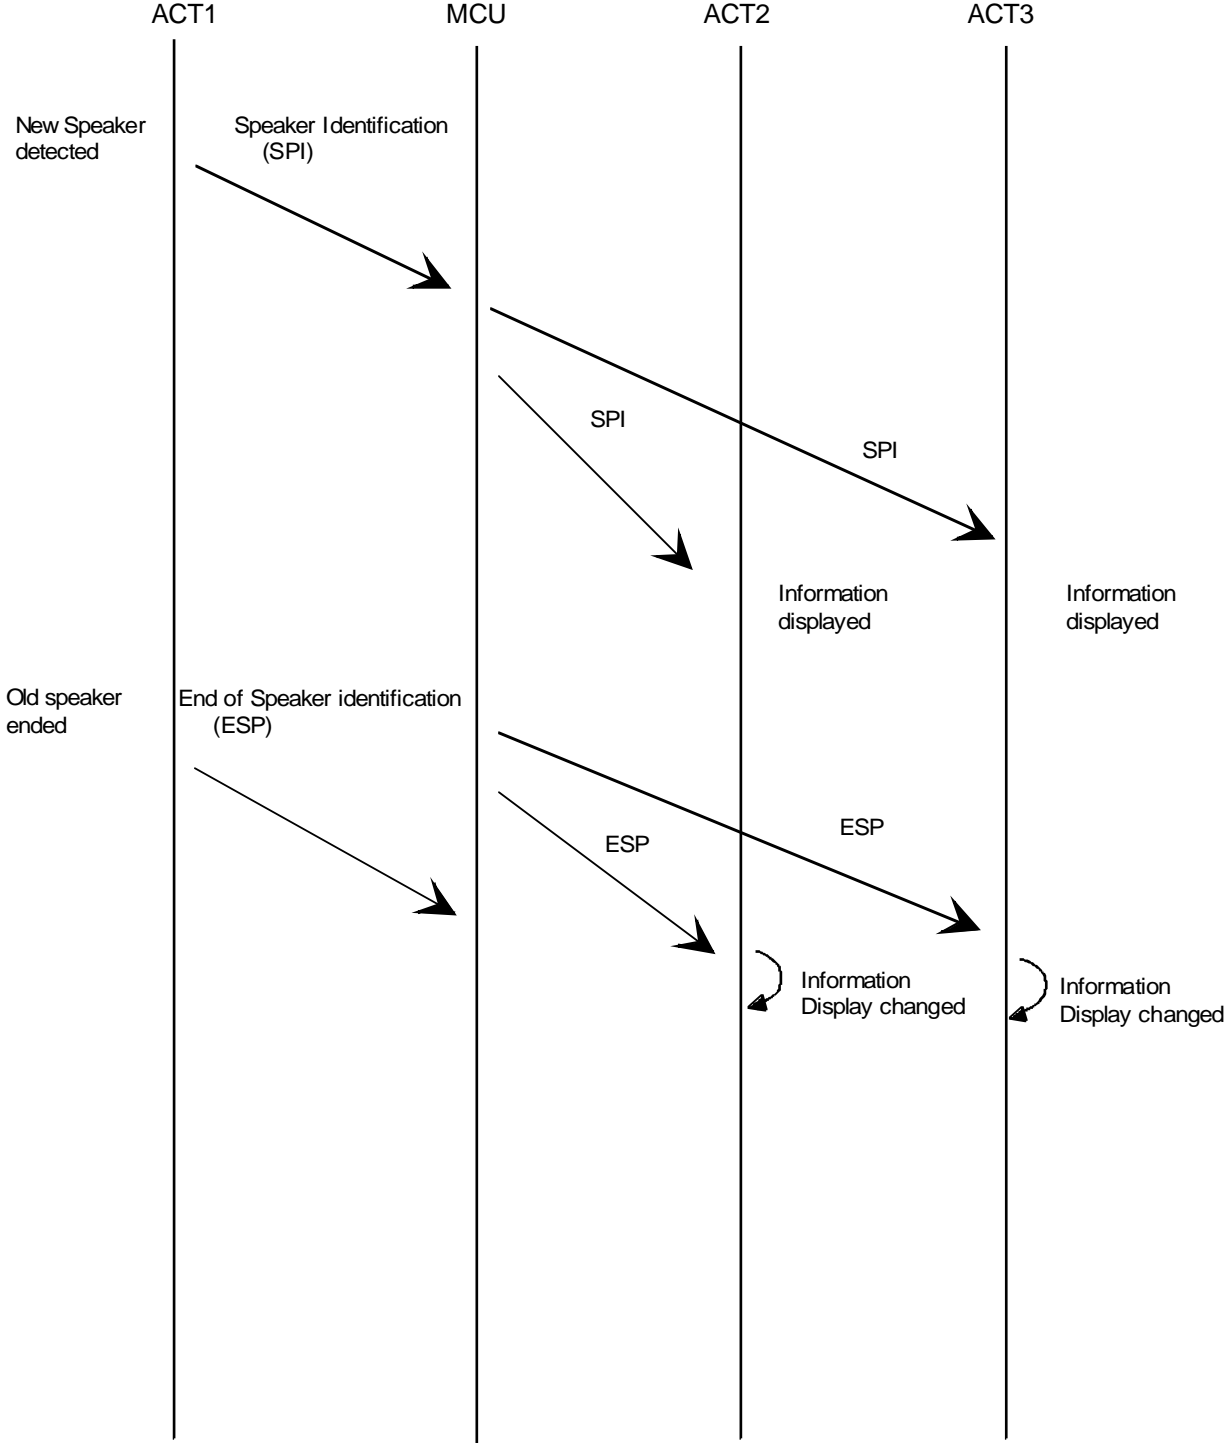 ACT1
MCU
ACT2
ACT3
New Speaker
detected
Speaker Identification
(SPI)
SPI
SPI
Information
displayed
Information
displayed
Old speaker
ended
End of Speaker identification
(ESP)
ESP
ESP
Information
Display changed
Information
Display changed